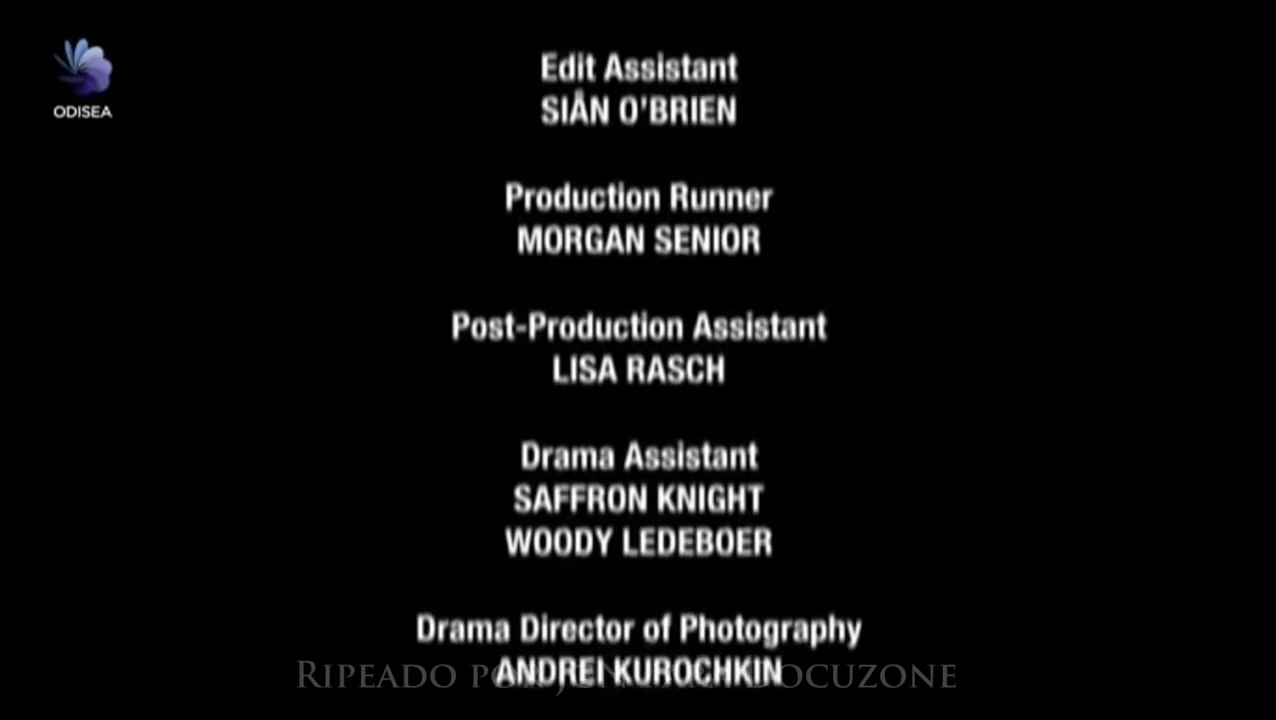 ODISEA
Edit Assistant
SIÂN O'BRIEN
Production Runner
MORGAN SENIOR
Post-Production Assistant
LISA RASCH
Drama Assistant
SAFFRON KNIGHT
WOODY LEDEBOER
Drama Director of Photography
ANDREI KUROCHKIN
RIPEADO DOCUZONE